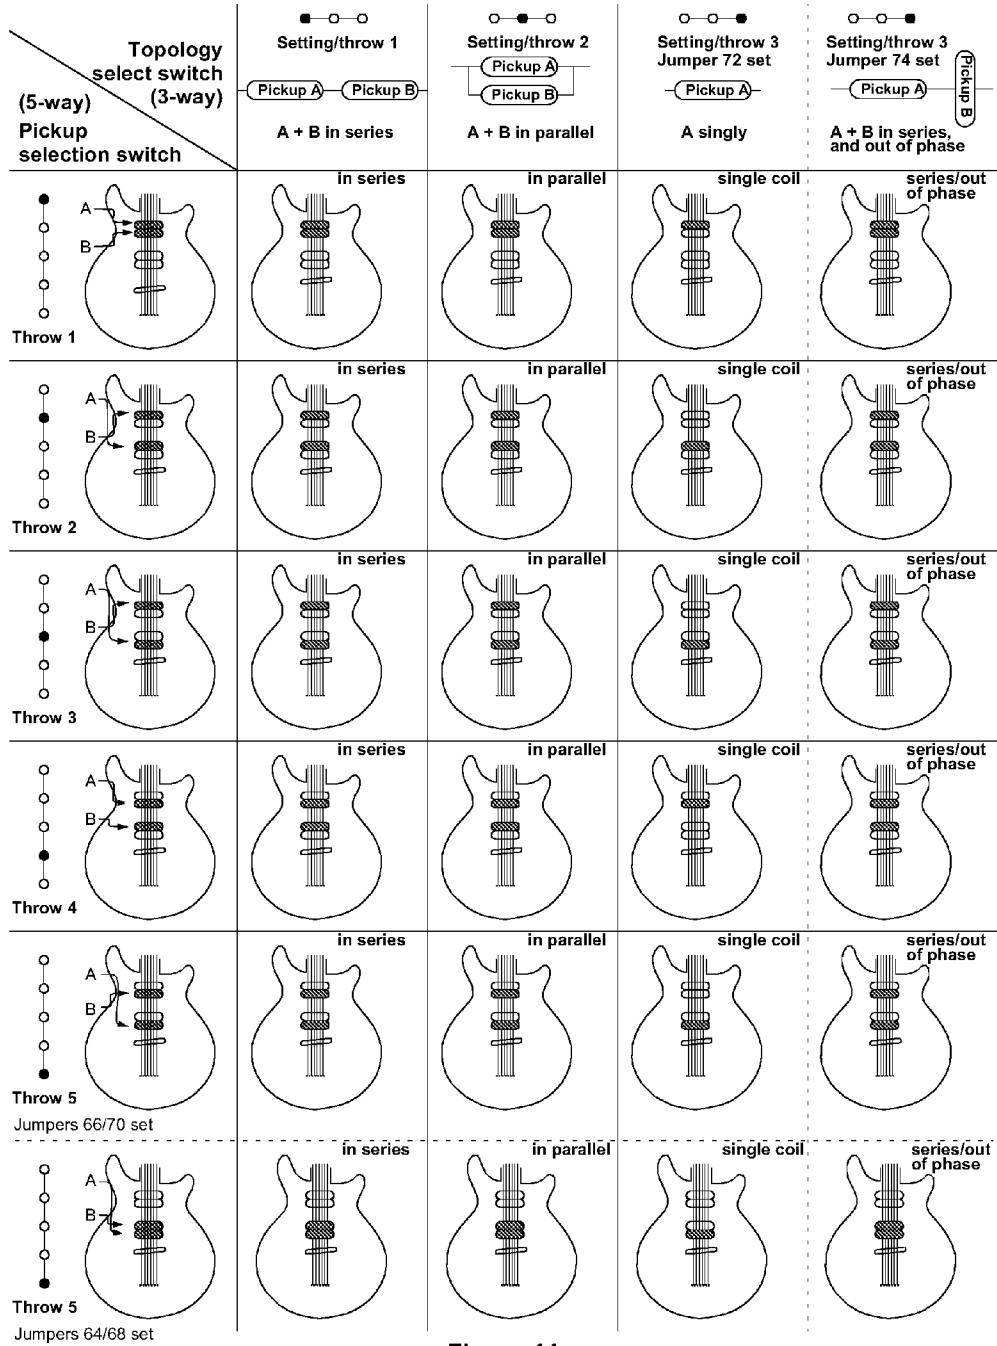 Topology
select switch
(3-way)
(5-way)
Pickup
selection switch
Setting/throw 1
Pickup A
Pickup B
A + B in series
Setting/throw 2
Pickup A
Pickup B
A + B in parallel
Setting/throw 3
Jumper 72 set
Pickup A
A singly
Setting/throw 3
Jumper 74 set
Pickup A
Pickup B
A + B in series,
and out of phase
A
B
Throw 1
in series
in parallel
single coil
series/out
of phase
A
B
Throw 2
in series
in parallel
single coil
series/out
of phase
A
B
Throw 3
in series
in parallel
single coil
series/out
of phase
A
B
Throw 4
in series
in parallel
single coil
series/out
of phase
A
B
Throw 5
Jumpers 66/70 set
in series
in parallel
single coil
series/out
of phase
A
B
Throw 5
Jumpers 64/68 set
in series
in parallel
single coil
series/out
of phase